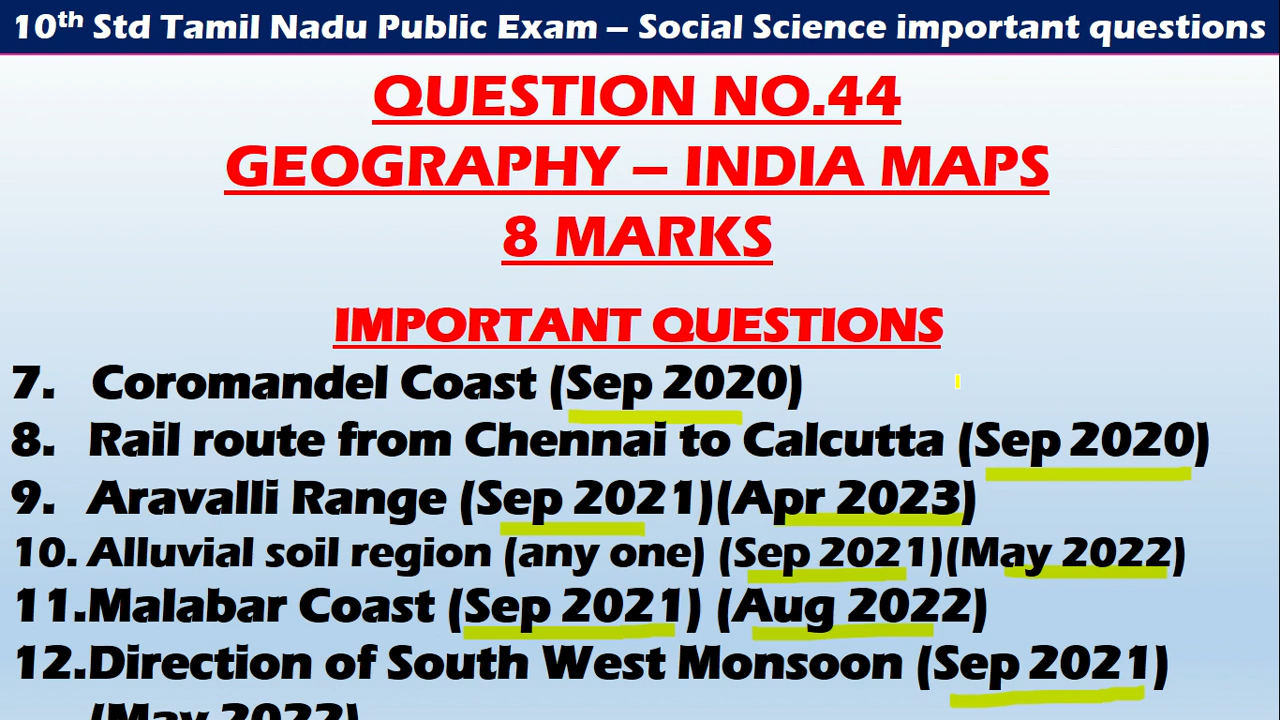 10th Std Tamil Nadu Public Exam – Social Science important questions
QUESTION NO.44
GEOGRAPHY – INDIA MAPS
8 MARKS
IMPORTANT QUESTIONS
7. Coromandel Coast (Sep 2020)
8. Rail route from Chennai to Calcutta (Sep 2020)
9. Aravalli Range (Sep 2021)(Apr 2023)
10. Alluvial soil region (any one) (Sep 2021)(May 2022)
11.Malabar Coast (Sep 2021) (Aug 2022)
12.Direction of South West Monsoon (Sep 2021)
(May 2022)